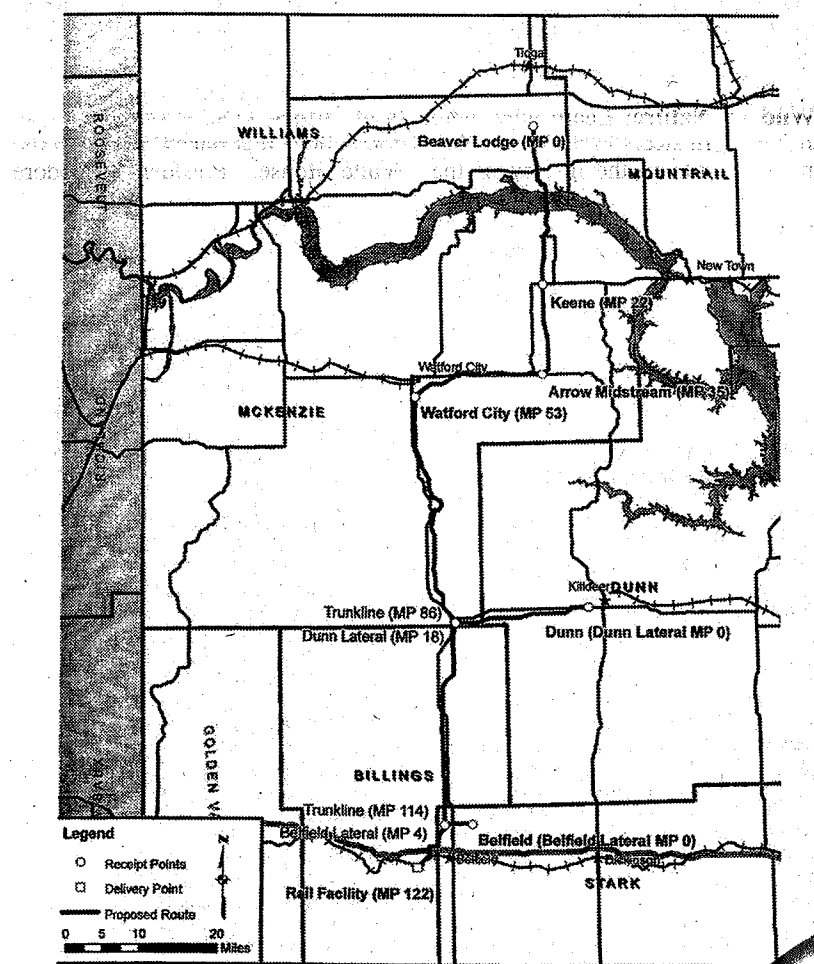 Tioga
WILLIAMS
ROOSEVELT
Beaver Lodge (MP 0)
MOUNTRAIL
New Town
Keene (MP 22)
Watford City
Arrow Midstream (MP 35)
MCKENZIE
Watford City (MP 53)
Killdeer
DUNN
Trunkline (MP 86)
Dunn Lateral (MP 18)
Dunn (Dunn Lateral MP 0)
GOLDEN VA
BILLINGS
Trunkline (MP 114)
Belfield Lateral (MP 4)
Belfield (Belfield Lateral MP 0)
Belfield
Dickinson
STARK
Rail Facility (MP 122)
Legend
N
Receipt Points
Delivery Point
Proposed Route
0 5 10 20
Miles